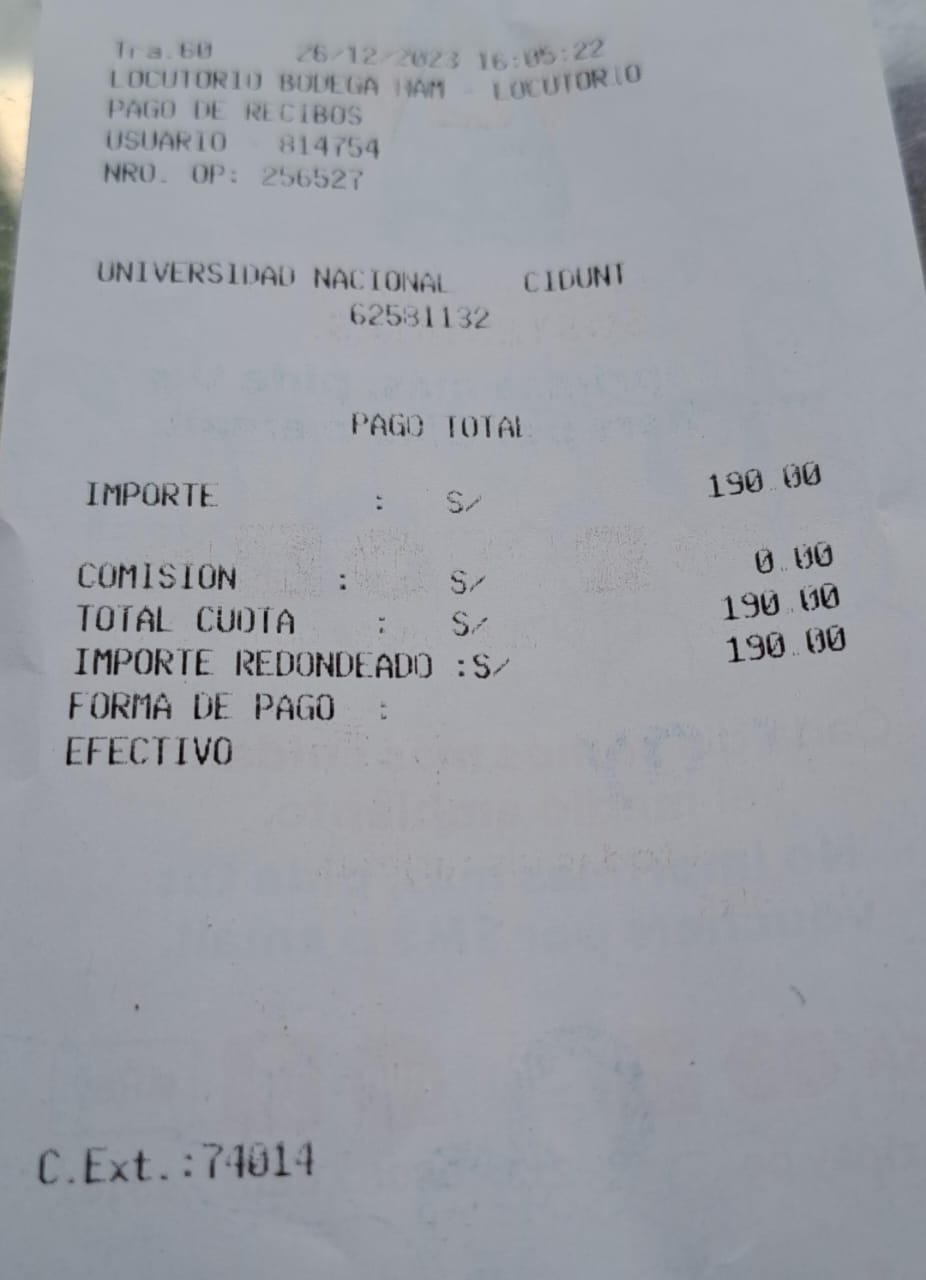 Tra.60 26/12/2023 16:05:22
LOCUTORIO BODEGA HAM - LOCUTORIO
PAGO DE RECIBOS
USUARIO - 814754
NRO. OP: 256527
UNIVERSIDAD NACIONAL CIDUNT
62581132
PAGO TOTAL
IMPORTE : S/ 190.00
COMISION : S/ 0.00
TOTAL CUOTA : S/ 190.00
IMPORTE REDONDEADO :S/ 190.00
FORMA DE PAGO :
EFECTIVO
C.Ext.:74014